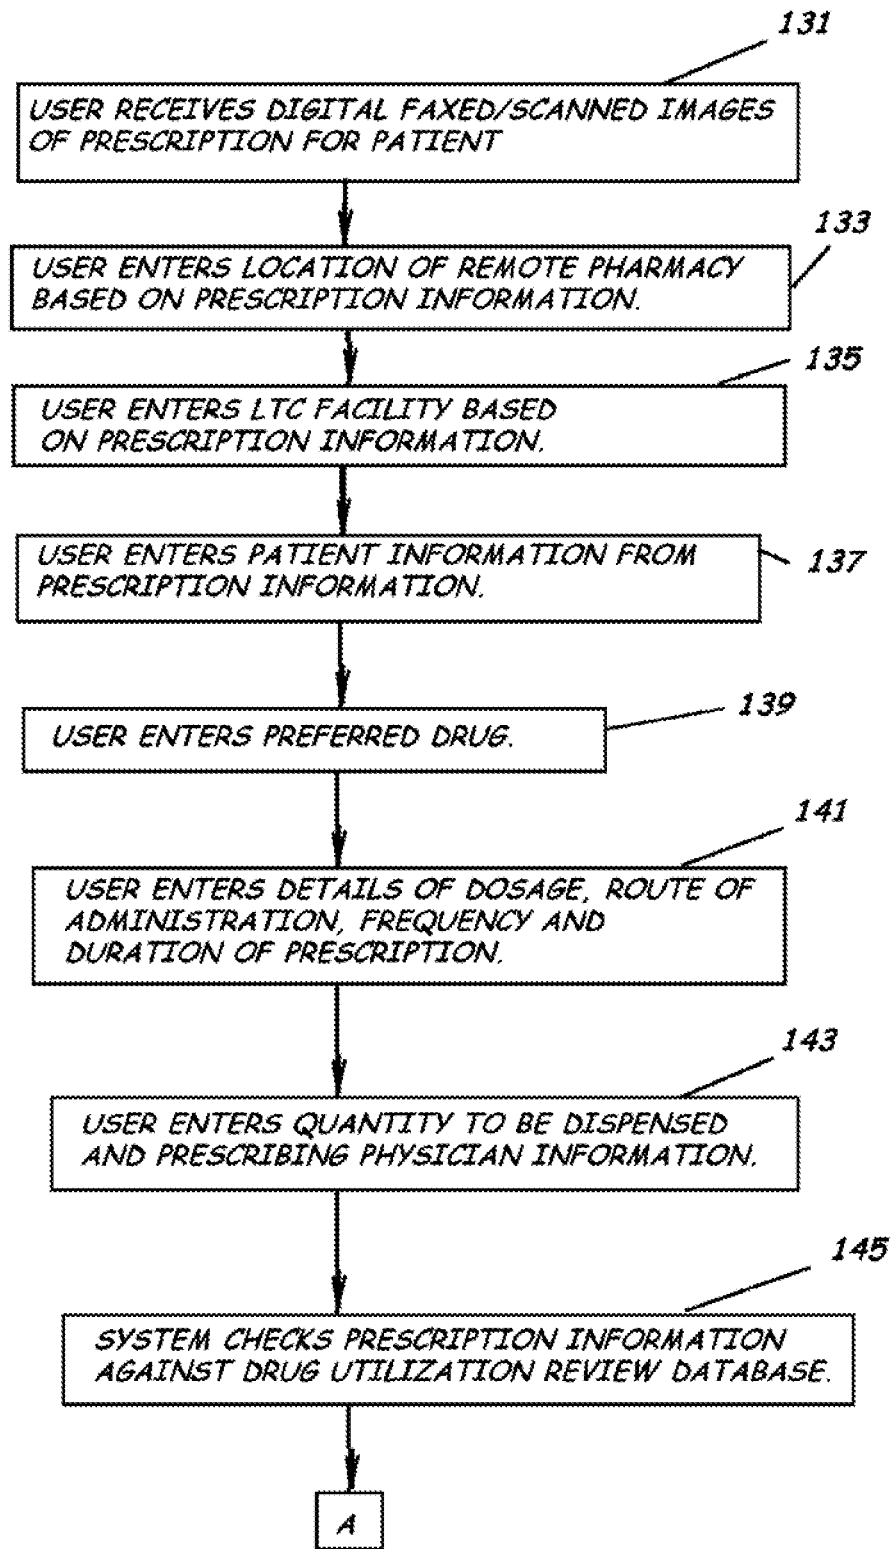 131
USER RECEIVES DIGITAL FAXED/SCANNED IMAGES
OF PRESCRIPTION FOR PATIENT
133
USER ENTERS LOCATION OF REMOTE PHARMACY
BASED ON PRESCRIPTION INFORMATION.
135
USER ENTERS LTC FACILITY BASED
ON PRESCRIPTION INFORMATION.
137
USER ENTERS PATIENT INFORMATION FROM
PRESCRIPTION INFORMATION.
139
USER ENTERS PREFERRED DRUG.
141
USER ENTERS DETAILS OF DOSAGE, ROUTE OF
ADMINISTRATION, FREQUENCY AND
DURATION OF PRESCRIPTION.
143
USER ENTERS QUANTITY TO BE DISPENSED
AND PRESCRIBING PHYSICIAN INFORMATION.
145
SYSTEM CHECKS PRESCRIPTION INFORMATION
AGAINST DRUG UTILIZATION REVIEW DATABASE.
A